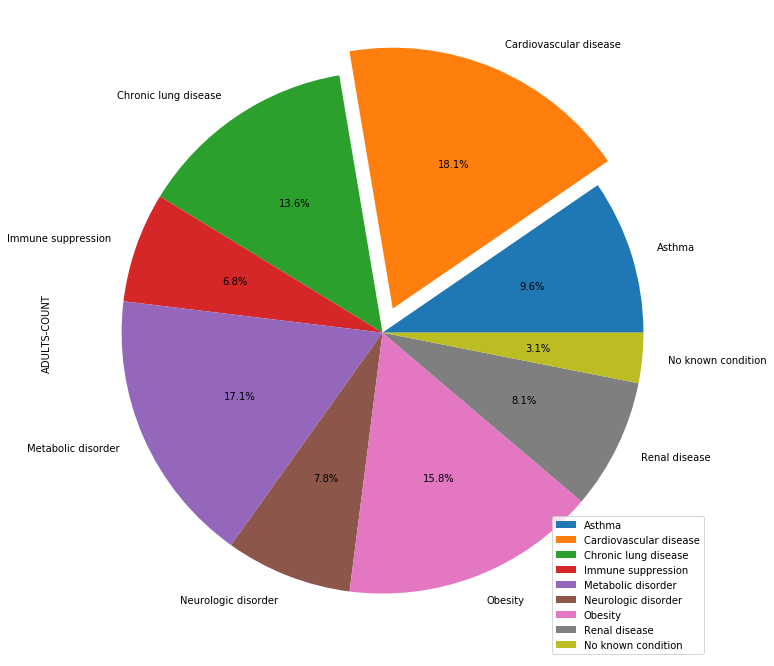 Cardiovascular disease
Chronic lung disease
18.1%
13.6%
Immune suppression
Asthma
6.8%
9.6%
ADULTS-COUNT
3.1%
No known condition
17.1%
8.1%
Metabolic disorder
Renal disease
7.8%
15.8%
Neurologic disorder
Obesity
Asthma
Cardiovascular disease
Chronic lung disease
Immune suppression
Metabolic disorder
Neurologic disorder
Obesity
Renal disease
No known condition